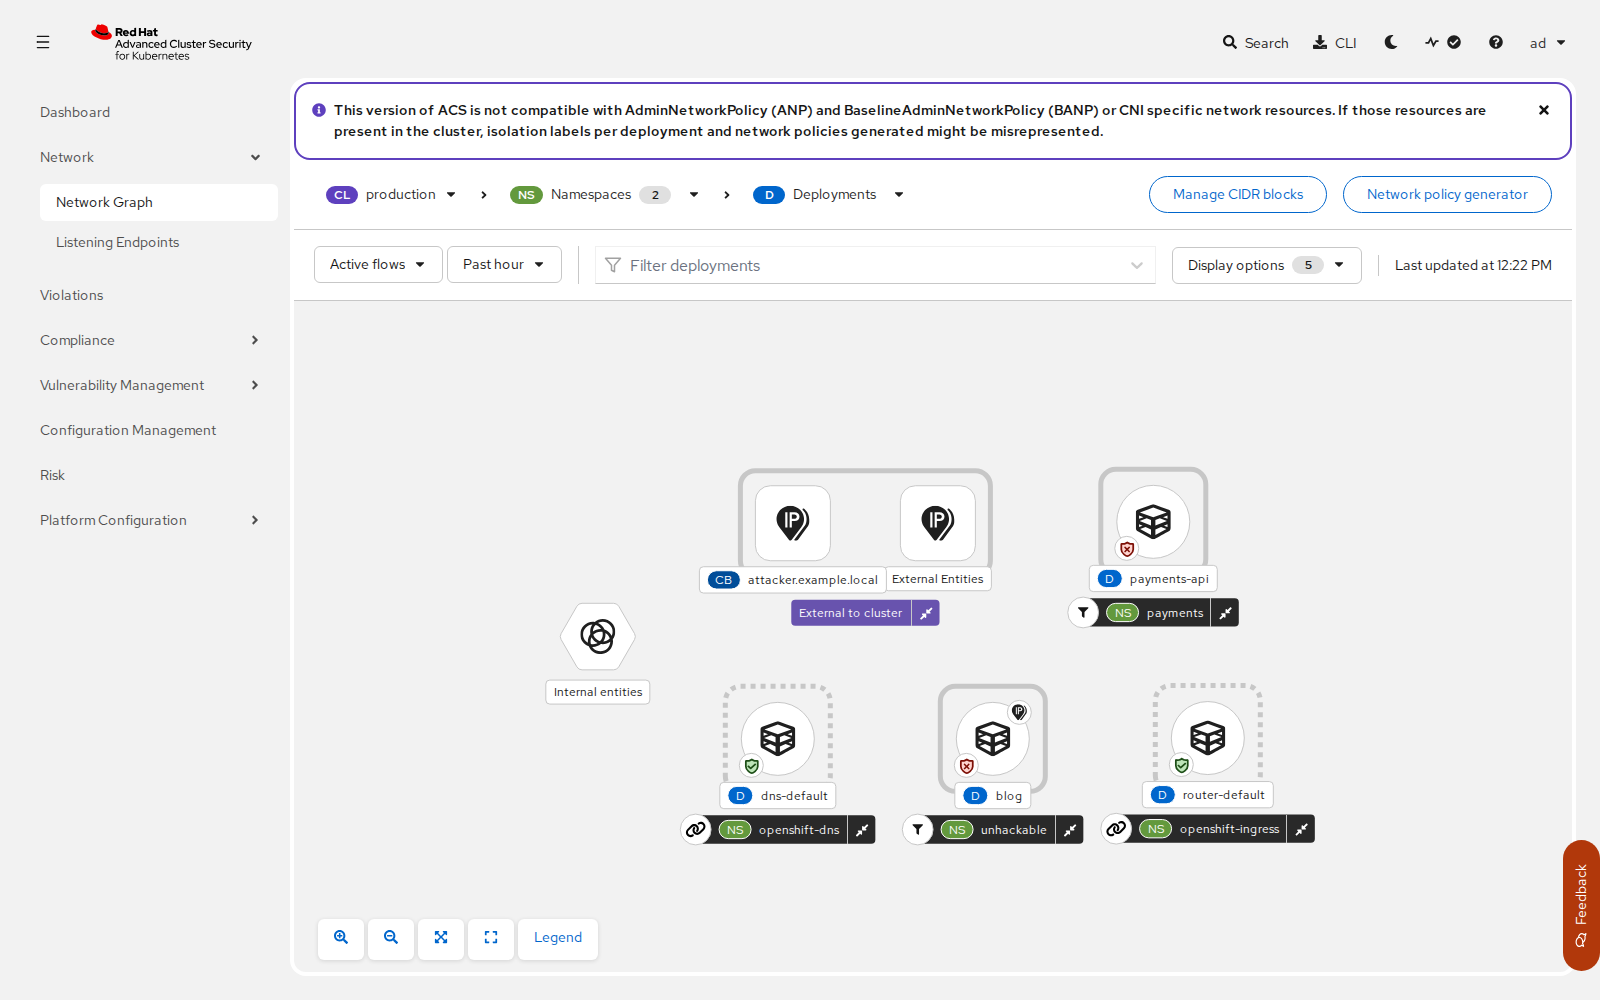 Red Hat
Advanced Cluster Security
for Kubernetes
Search
CLI
ad
Dashboard
Network
Network Graph
Listening Endpoints
Violations
Compliance
Vulnerability Management
Configuration Management
Risk
Platform Configuration
This version of ACS is not compatible with AdminNetworkPolicy (ANP) and BaselineAdminNetworkPolicy (BANP) or CNI specific network resources. If those resources are
present in the cluster, isolation labels per deployment and network policies generated might be misrepresented.
CL production
NS Namespaces 2
D Deployments
Manage CIDR blocks
Network policy generator
Active flows
Past hour
Filter deployments
Display options 5
Last updated at 12:22 PM
IP
IP
CB attacker.example.local
External Entities
External to cluster
D payments-api
NS payments
Internal entities
D dns-default
NS openshift-dns
IP
D blog
NS unhackable
D router-default
NS openshift-ingress
Legend
Feedback